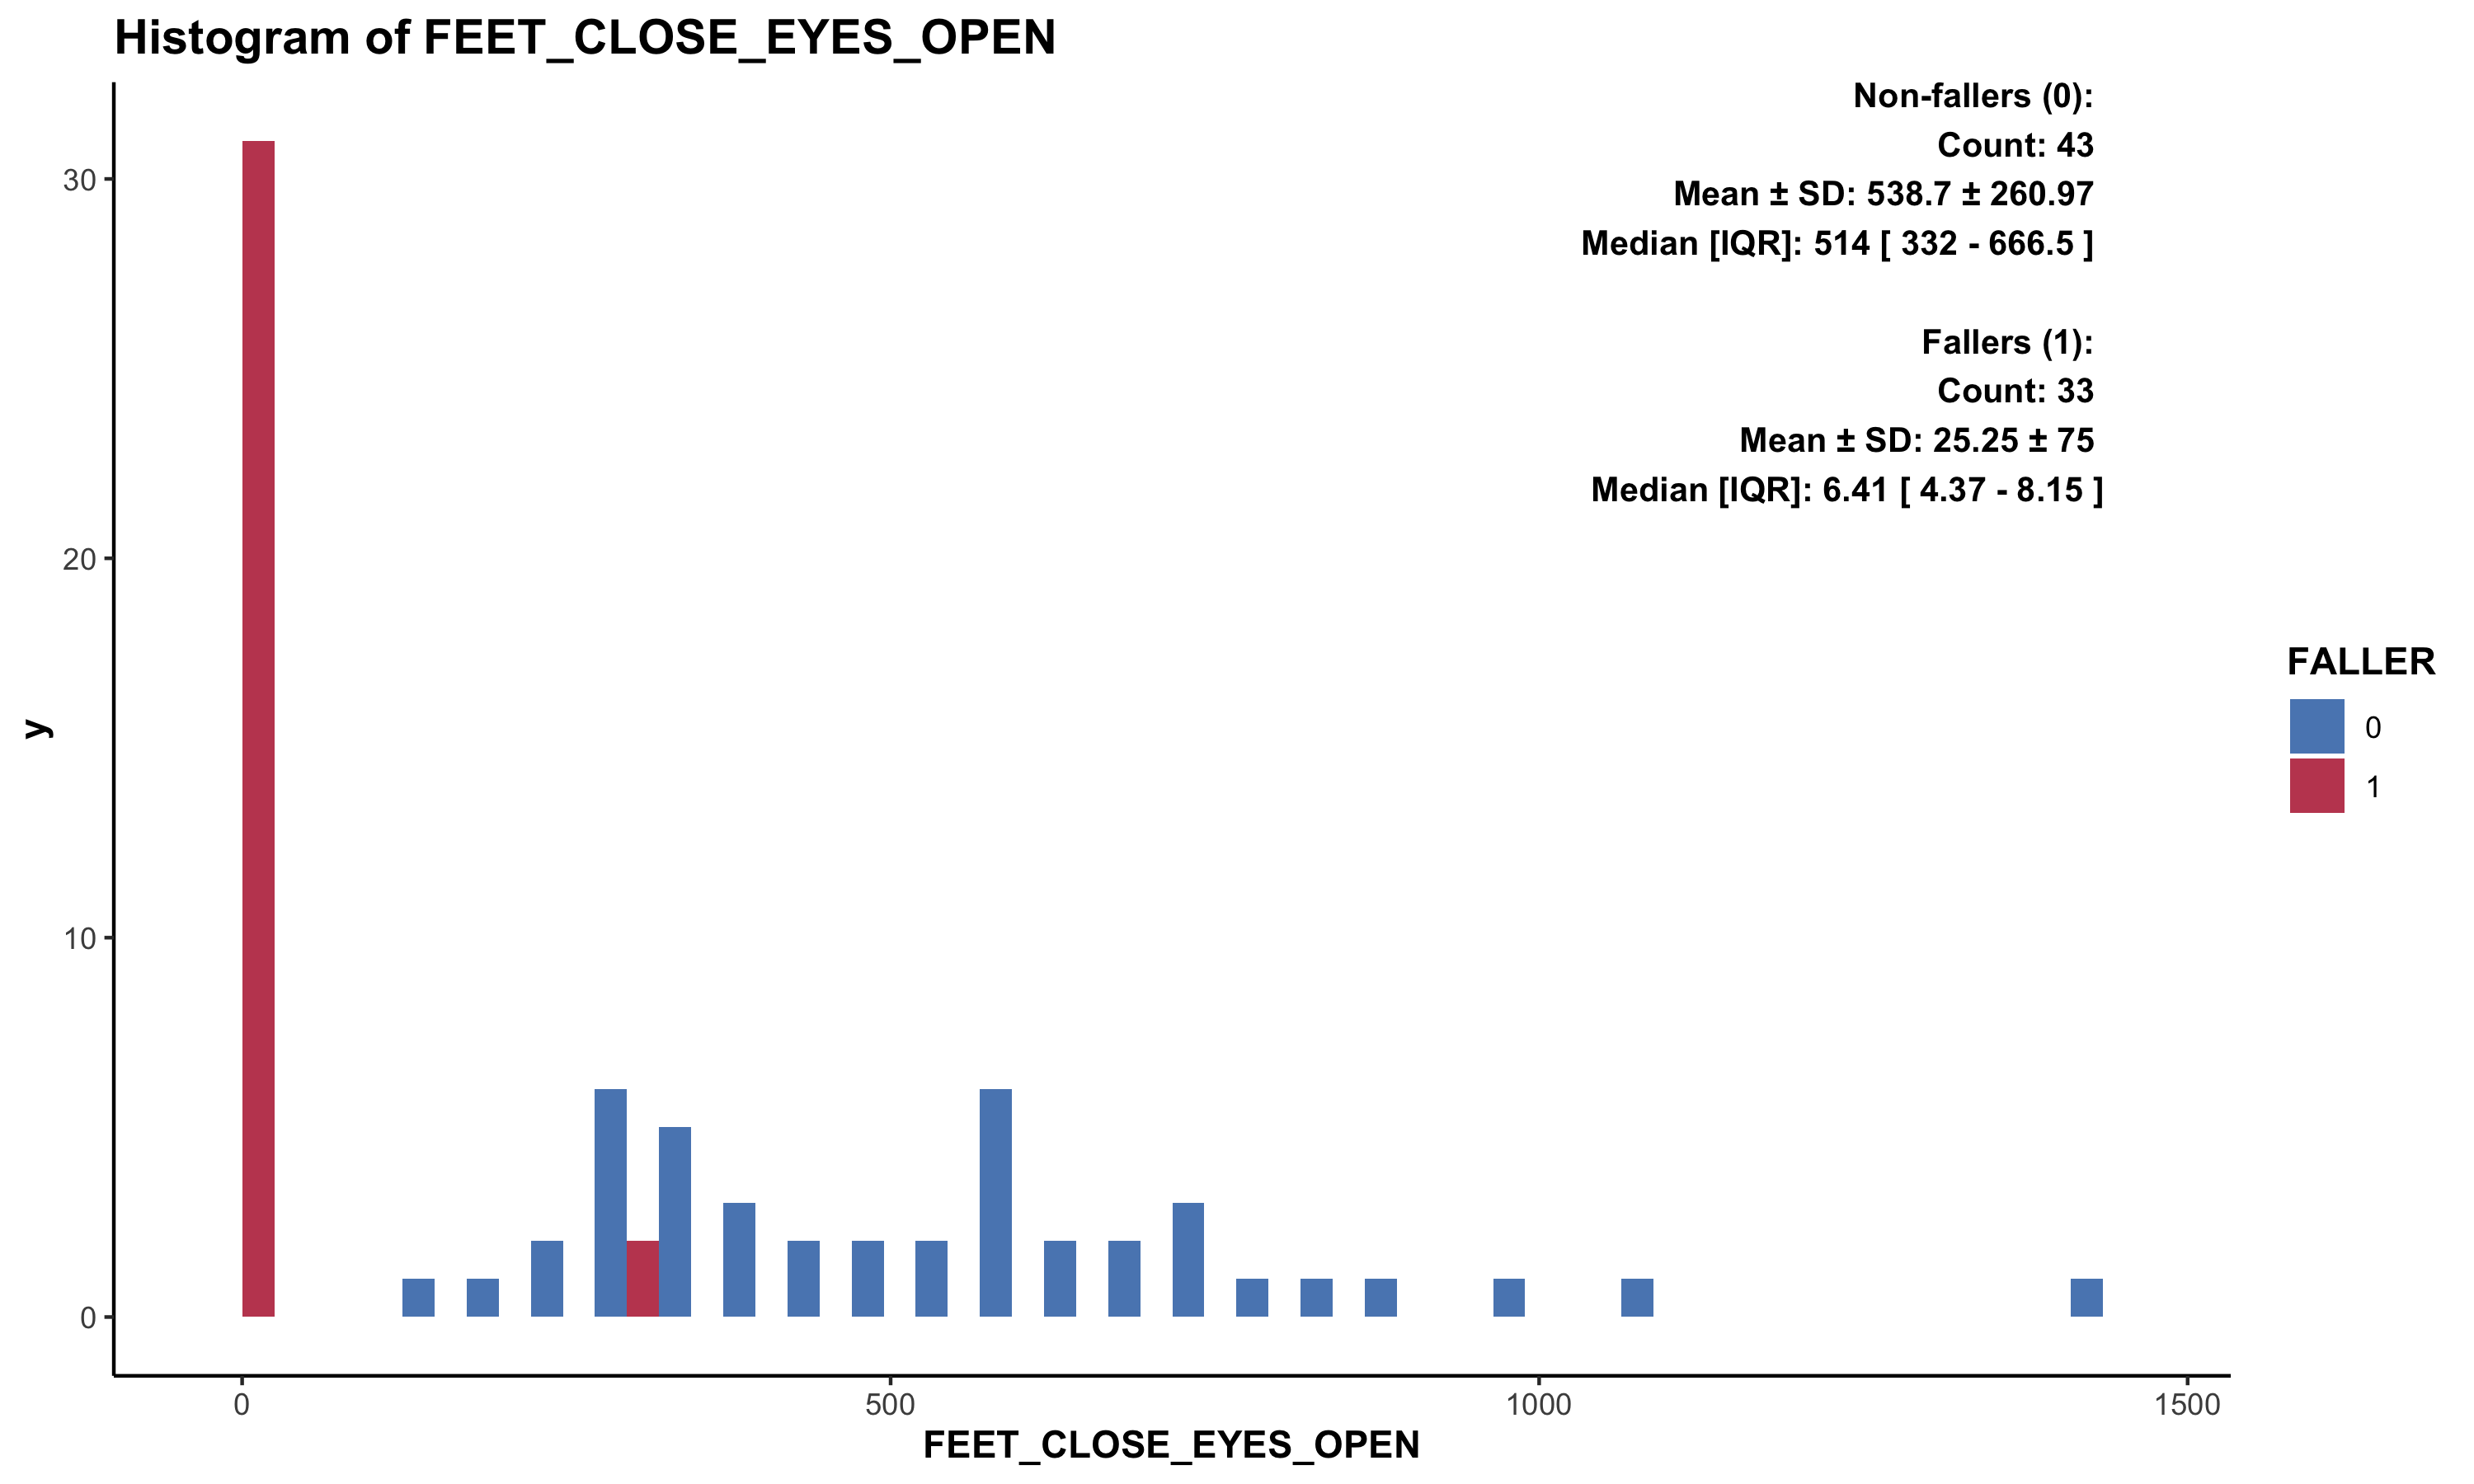 Histogram of FEET_CLOSE_EYES_OPEN
Non-fallers (0):
Count: 43
Mean ± SD: 538.7 ± 260.97
Median [IQR]: 514 [ 332 - 666.5 ]
Fallers (1):
Count: 33
Mean ± SD: 25.25 ± 75
Median [IQR]: 6.41 [ 4.37 - 8.15 ]
30
20
10
0
y
FALLER
0
1
0 500 1000 1500
FEET_CLOSE_EYES_OPEN